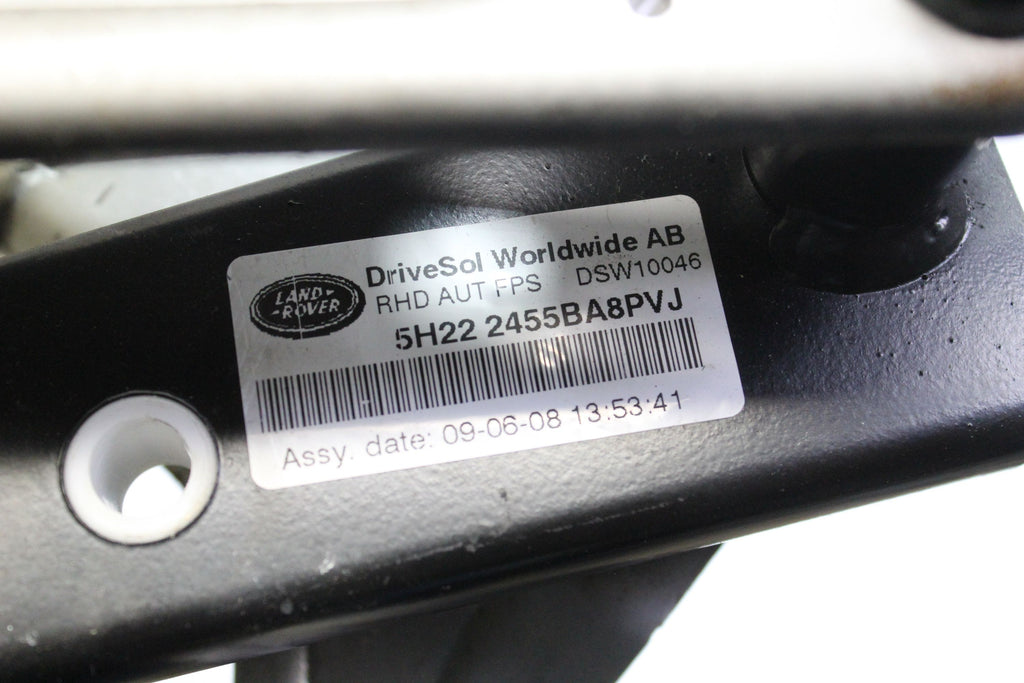 LAND-
-ROVER
DriveSol Worldwide AB
RHD AUT FPS DSW10046
5H22 2455BA8PVJ
Assy. date: 09-06-08 13:53:41